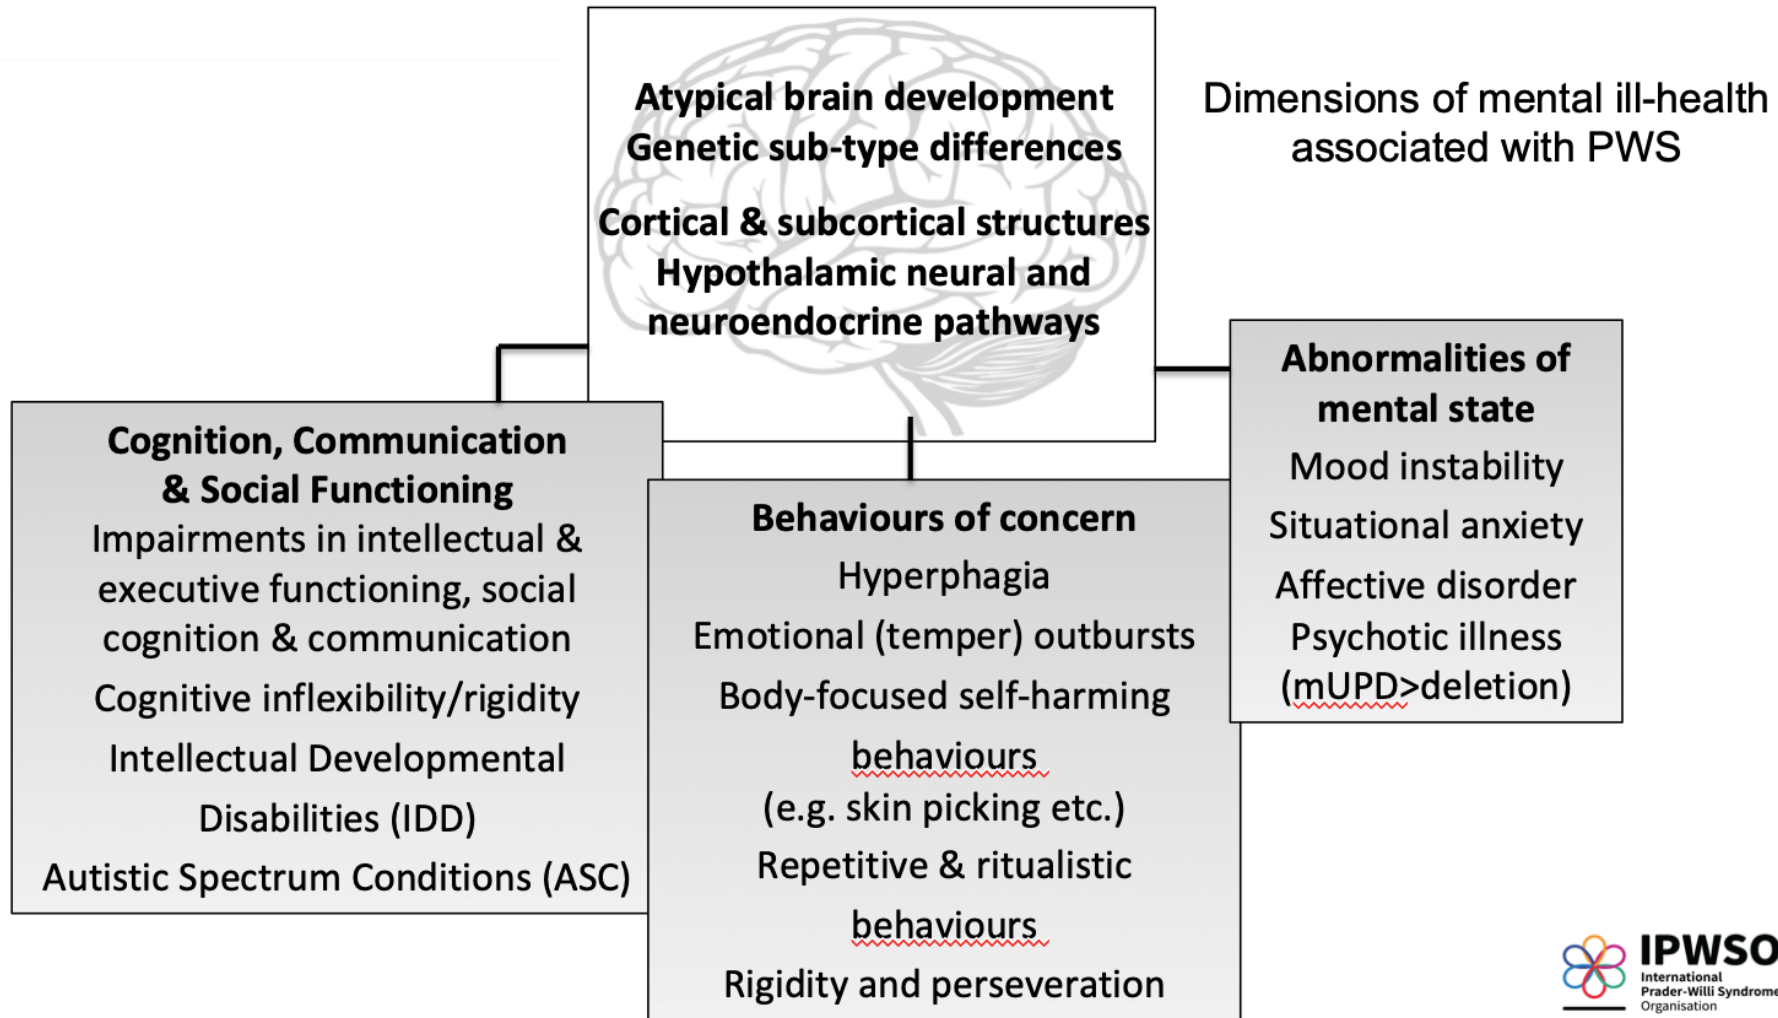 Atypical brain development
Genetic sub-type differences
Cortical & subcortical structures
Hypothalamic neural and
neuroendocrine pathways
Dimensions of mental ill-health
associated with PWS
Cognition, Communication
& Social Functioning
Impairments in intellectual &
executive functioning, social
cognition & communication
Cognitive inflexibility/rigidity
Intellectual Developmental
Disabilities (IDD)
Autistic Spectrum Conditions (ASC)
Behaviours of concern
Hyperphagia
Emotional (temper) outbursts
Body-focused self-harming
behaviours
(e.g. skin picking etc.)
Repetitive & ritualistic
behaviours
Rigidity and perseveration
Abnormalities of
mental state
Mood instability
Situational anxiety
Affective disorder
Psychotic illness
(mUPD>deletion)
IPWSO
International
Prader-Willi Syndrome
Organisation